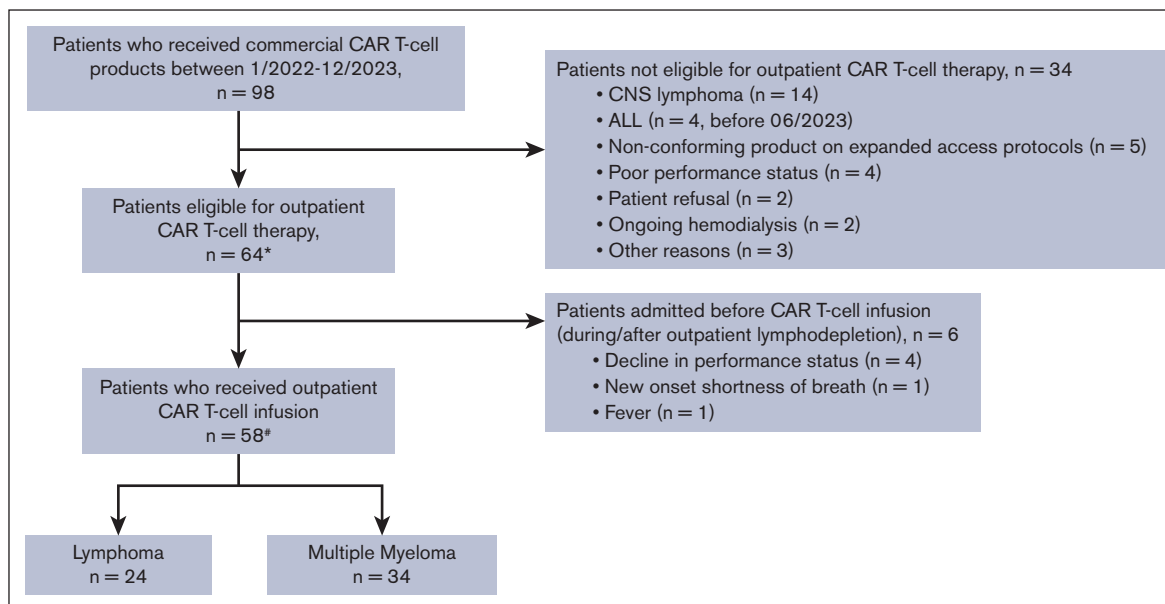 Patients who received commercial CAR T-cell
products between 1/2022-12/2023,
n = 98
Patients not eligible for outpatient CAR T-cell therapy, n = 34
• CNS lymphoma (n = 14)
• ALL (n = 4, before 06/2023)
• Non-conforming product on expanded access protocols (n = 5)
• Poor performance status (n = 4)
• Patient refusal (n = 2)
• Ongoing hemodialysis (n = 2)
• Other reasons (n = 3)
Patients eligible for outpatient
CAR T-cell therapy,
n = 64*
Patients admitted before CAR T-cell infusion
(during/after outpatient lymphodepletion), n = 6
• Decline in performance status (n = 4)
• New onset shortness of breath (n = 1)
• Fever (n = 1)
Patients who received outpatient
CAR T-cell infusion
n = 58#
Lymphoma
n = 24
Multiple Myeloma
n = 34